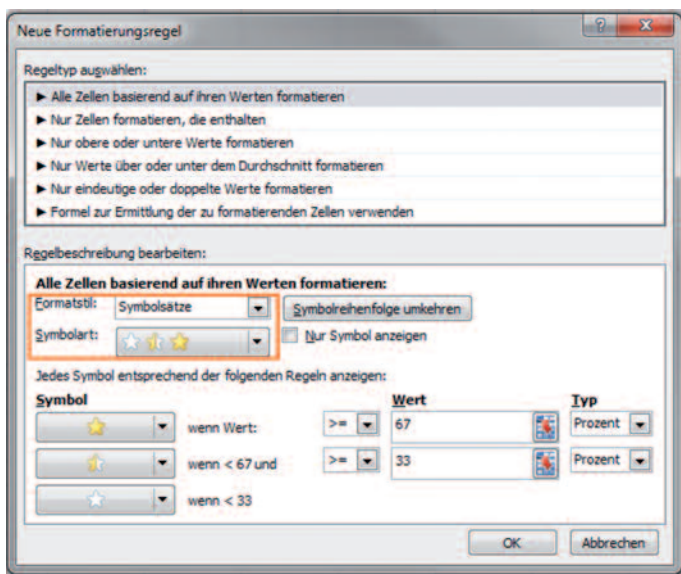 Neue Formatierungsregel
Regeltyp auswählen:
► Alle Zellen basierend auf ihren Werten formatieren
► Nur Zellen formatieren, die enthalten
► Nur obere oder untere Werte formatieren
► Nur Werte über oder unter dem Durchschnitt formatieren
► Nur eindeutige oder doppelte Werte formatieren
► Formel zur Ermittlung der zu formatierenden Zellen verwenden
Regelbeschreibung bearbeiten:
Alle Zellen basierend auf ihren Werten formatieren:
Formatstil: Symbolsätze Symbolreihenfolge umkehren
Symbolart: Nur Symbol anzeigen
Jedes Symbol entsprechend der folgenden Regeln anzeigen:
Symbol Wert Typ
wenn Wert: >= 67 Prozent
wenn < 67 und >= 33 Prozent
wenn < 33
OK Abbrechen